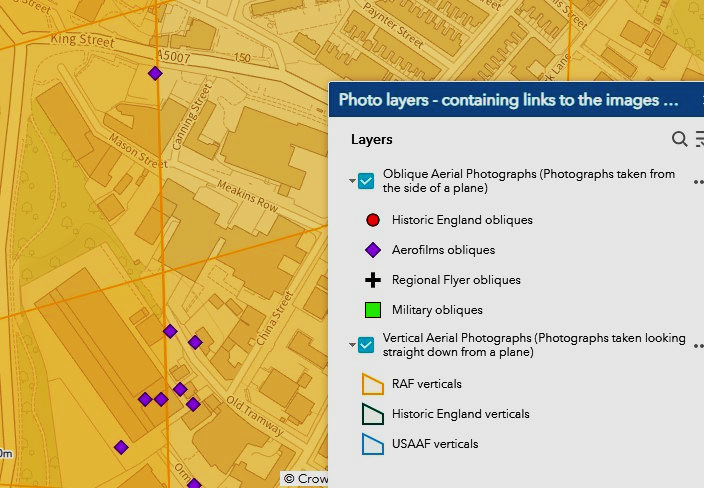 Paynter Street
King Street
A5007
150
Canning Street
Mason Street
Meakins Row
China Street
Old Tramway
© Crow
Photo layers - containing links to the images ...
Layers
Oblique Aerial Photographs (Photographs taken from
the side of a plane)
Historic England obliques
Aerofilms obliques
Regional Flyer obliques
Military obliques
Vertical Aerial Photographs (Photographs taken looking
straight down from a plane)
RAF verticals
Historic England verticals
USAAF verticals